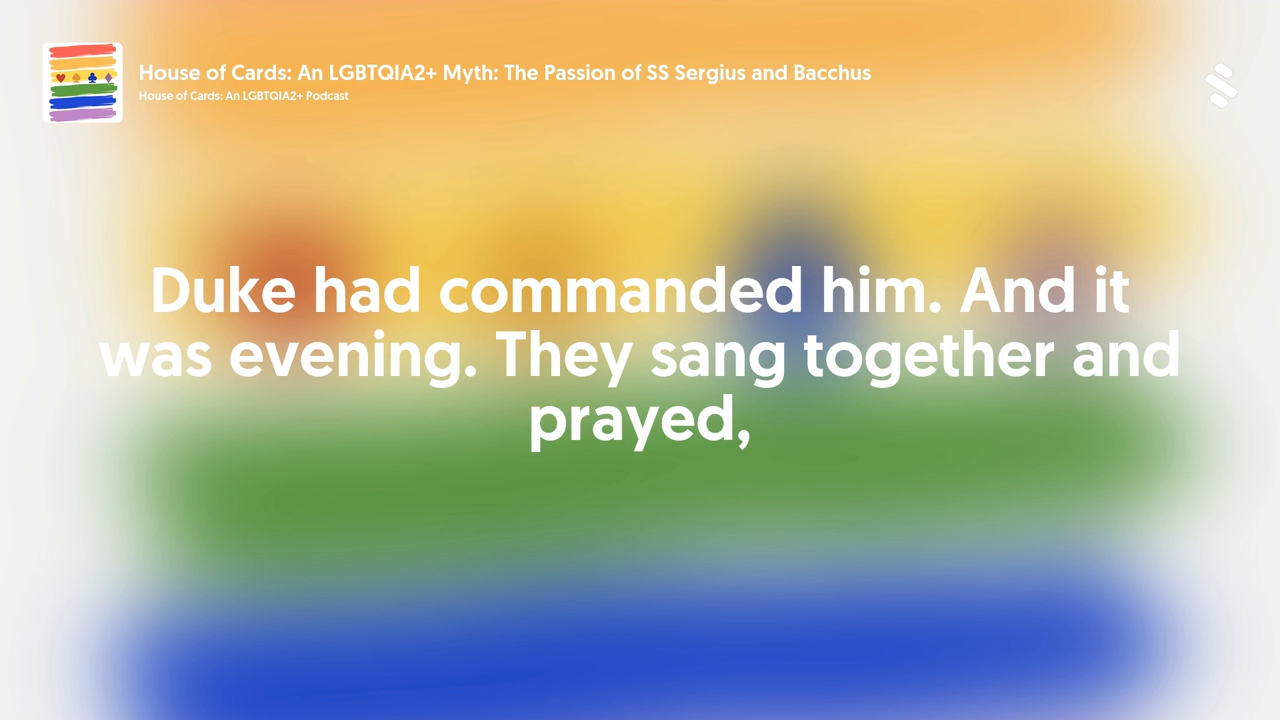 House of Cards: An LGBTQIA2+ Myth: The Passion of SS Sergius and Bacchus
House of Cards: An LGBTQIA2+ Podcast
Duke had commanded him. And it
was evening. They sang together and
prayed,